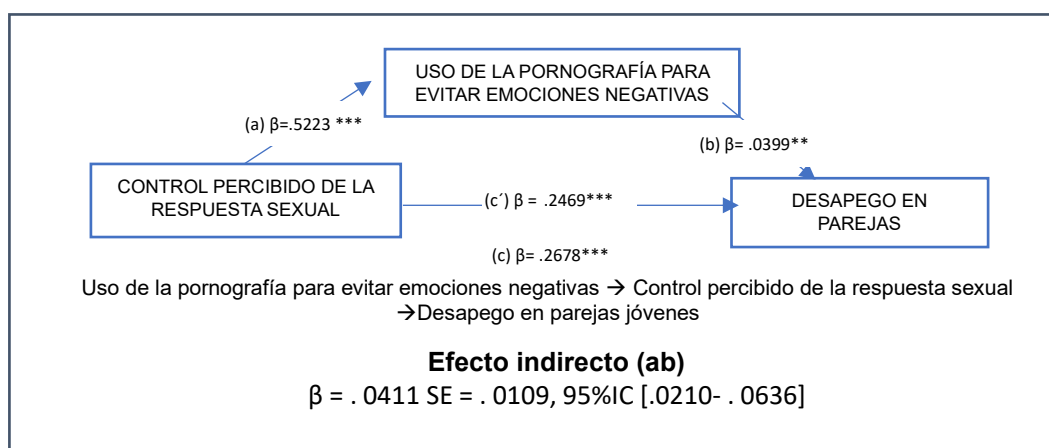 USO DE LA PORNOGRAFÍA PARA
EVITAR EMOCIONES NEGATIVAS
(a) β=.5223 ***
(b) β= .0399**
CONTROL PERCIBIDO DE LA
RESPUESTA SEXUAL
(c´) β = .2469***
DESAPEGO EN
PAREJAS
(c) β= .2678***
Uso de la pornografía para evitar emociones negativas → Control percibido de la respuesta sexual
→Desapego en parejas jóvenes
Efecto indirecto (ab)
β = . 0411 SE = . 0109, 95%IC [.0210- . 0636]